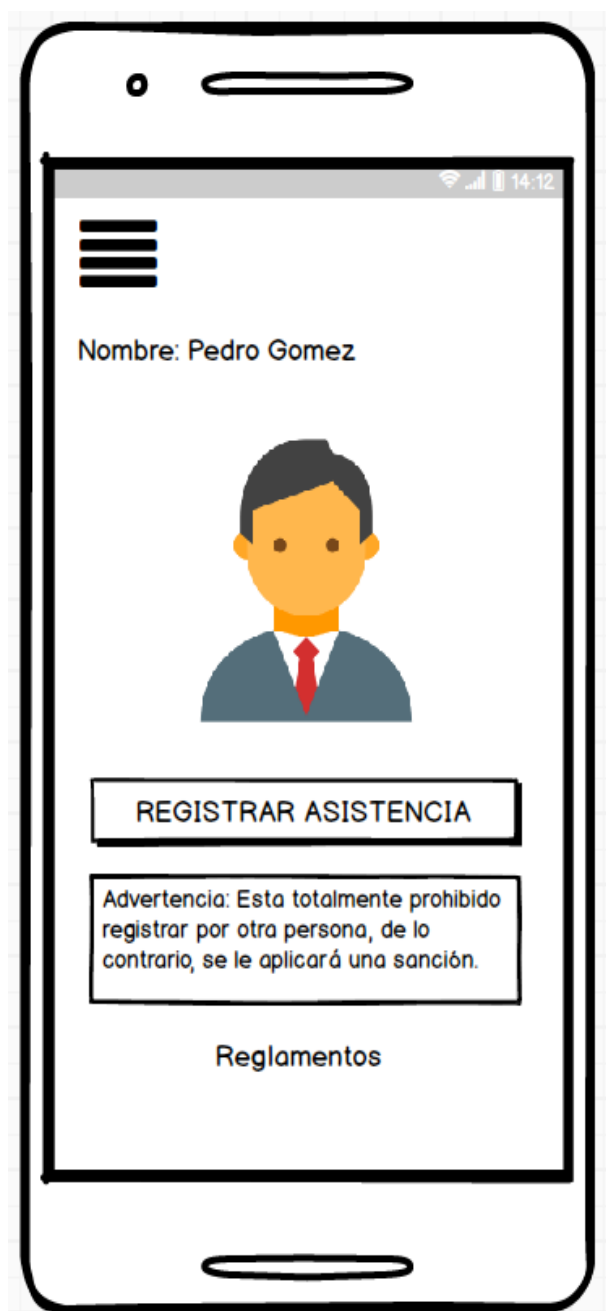 14:12
Nombre: Pedro Gomez
REGISTRAR ASISTENCIA
Advertencia: Esta totalmente prohibido
registrar por otra persona, de lo
contrario, se le aplicará una sanción.
Reglamentos